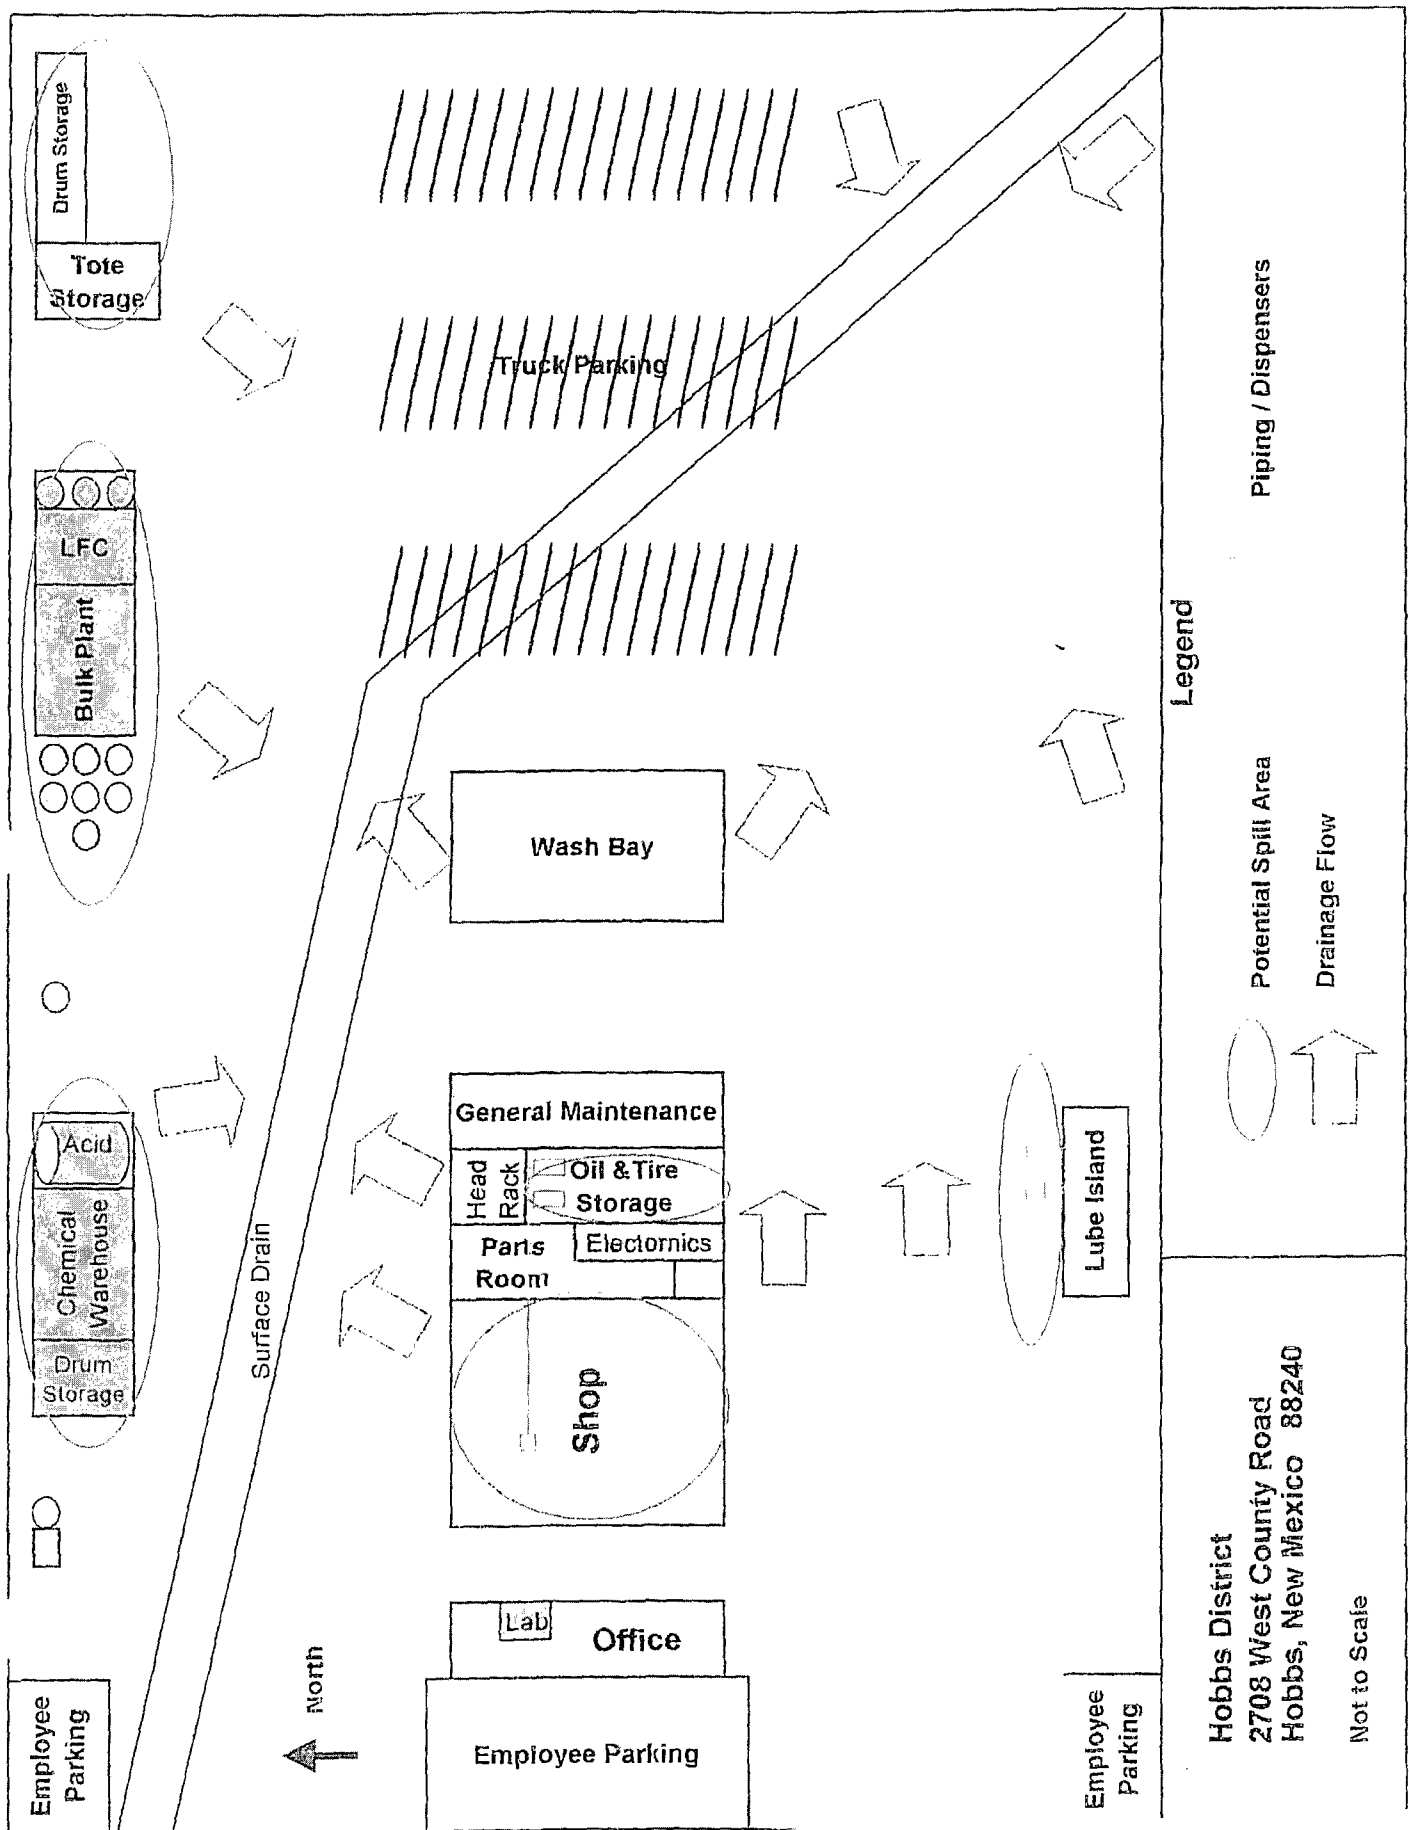 Drum Storage
Tote
Storage
Truck Parking
LFC
Bulk Plant
Wash Bay
Acid
Chemical
Warehouse
Drum
Storage
Surface Drain
General Maintenance
Head
Rack
Oil & Tire
Storage
Parts
Room
Electornics
Shop
Lube Island
Lab
Office
North
Employee
Parking
Employee Parking
Employee
Parking
Legend
Potential Spill Area
Drainage Flow
Piping / Dispensers
Hobbs District
2708 West County Road
Hobbs, New Mexico 88240
Not to Scale